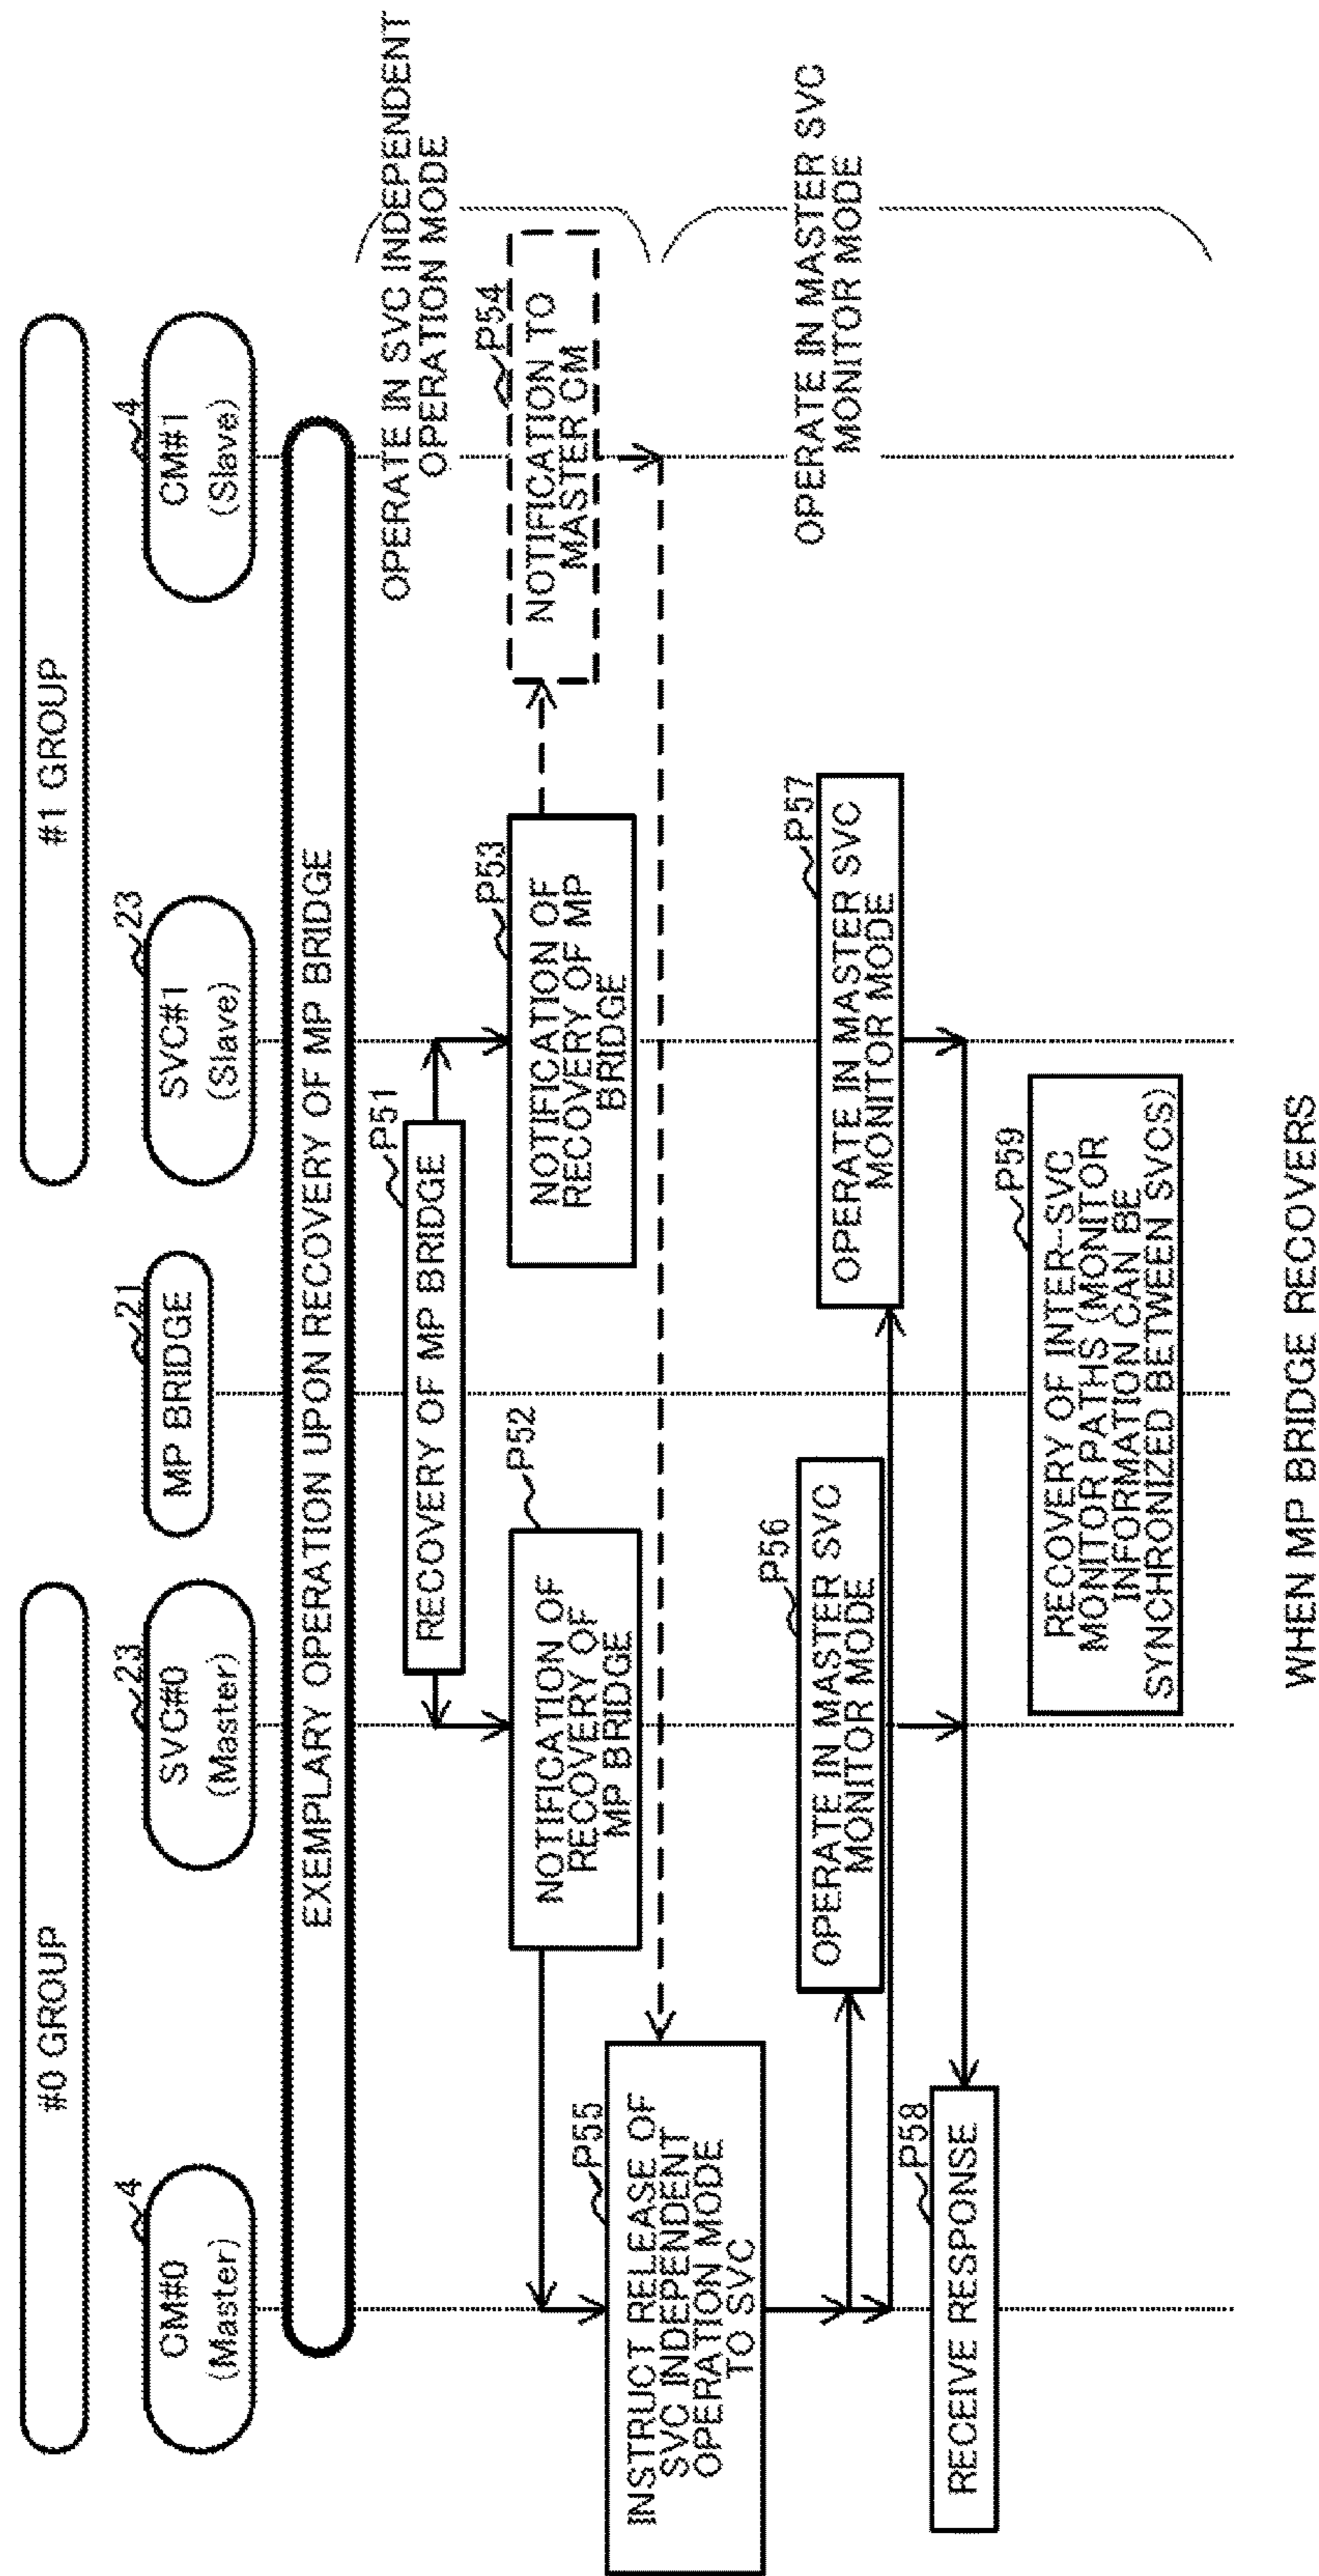 #0 GROUP
#1 GROUP
4
CM#0
(Master)
23
SVC#0
(Master)
21
MP BRIDGE
23
SVC#1
(Slave)
4
CM#1
(Slave)
EXEMPLARY OPERATION UPON RECOVERY OF MP BRIDGE
OPERATE IN SVC INDEPENDENT
OPERATION MODE
P51
RECOVERY OF MP BRIDGE
P52
NOTIFICATION OF
RECOVERY OF
MP BRIDGE
P53
NOTIFICATION OF
RECOVERY OF MP
BRIDGE
P54
NOTIFICATION TO
MASTER CM
P55
INSTRUCT RELEASE OF
SVC INDEPENDENT
OPERATION MODE
TO SVC
OPERATE IN MASTER SVC
MONITOR MODE
P56
OPERATE IN MASTER SVC
MONITOR MODE
P57
OPERATE IN MASTER SVC
MONITOR MODE
P58
RECEIVE RESPONSE
P59
RECOVERY OF INTER-SVC
MONITOR PATHS (MONITOR
INFORMATION CAN BE
SYNCHRONIZED BETWEEN SVCS)
WHEN MP BRIDGE RECOVERS